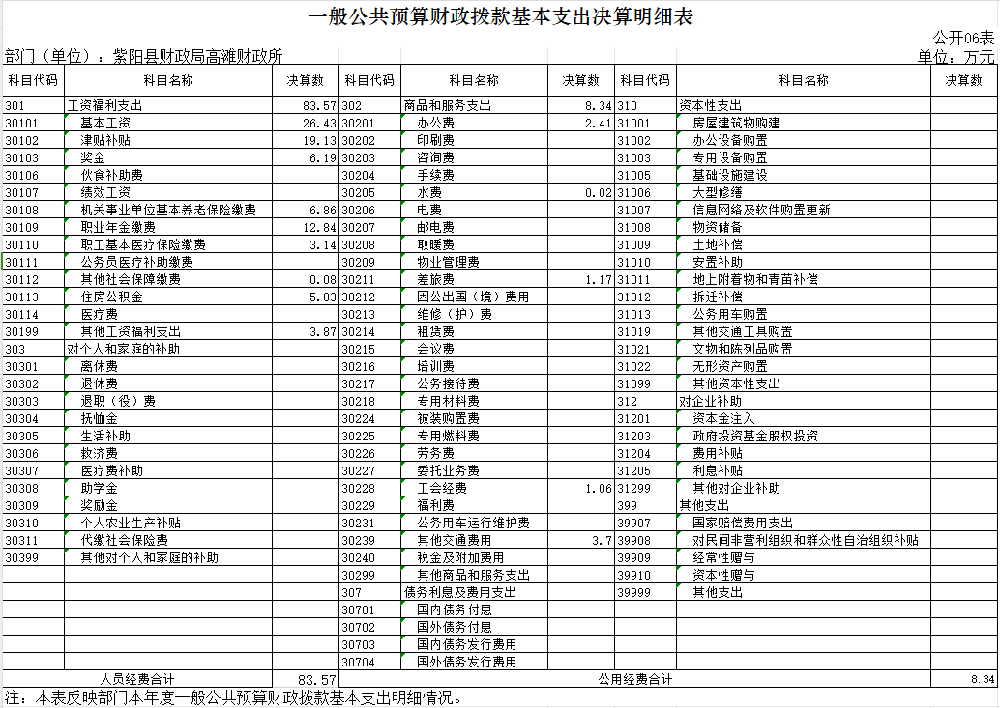 一般公共预算财政拨款基本支出决算明细表
公开06表
部门（单位）：紫阳县财政局高滩财政所 单位：万元
科目代码 科目名称 决算数 科目代码 科目名称 决算数 科目代码 科目名称 决算数
301 工资福利支出 83.57 302 商品和服务支出 8.34 310 资本性支出
30101 基本工资 26.43 30201 办公费 2.41 31001 房屋建筑物购建
30102 津贴补贴 19.13 30202 印刷费 31002 办公设备购置
30103 奖金 6.19 30203 咨询费 31003 专用设备购置
30106 伙食补助费 30204 手续费 31005 基础设施建设
30107 绩效工资 30205 水费 0.02 31006 大型修缮
30108 机关事业单位基本养老保险缴费 6.86 30206 电费 31007 信息网络及软件购置更新
30109 职业年金缴费 12.84 30207 邮电费 31008 物资储备
30110 职工基本医疗保险缴费 3.14 30208 取暖费 31009 土地补偿
30111 公务员医疗补助缴费 30209 物业管理费 31010 安置补助
30112 其他社会保障缴费 0.08 30211 差旅费 1.17 31011 地上附着物和青苗补偿
30113 住房公积金 5.03 30212 因公出国（境）费用 31012 拆迁补偿
30114 医疗费 30213 维修（护）费 31013 公务用车购置
30199 其他工资福利支出 3.87 30214 租赁费 31019 其他交通工具购置
303 对个人和家庭的补助 30215 会议费 31021 文物和陈列品购置
30301 离休费 30216 培训费 31022 无形资产购置
30302 退休费 30217 公务接待费 31099 其他资本性支出
30303 退职（役）费 30218 专用材料费 312 对企业补助
30304 抚恤金 30224 被装购置费 31201 资本金注入
30305 生活补助 30225 专用燃料费 31203 政府投资基金股权投资
30306 救济费 30226 劳务费 31204 费用补贴
30307 医疗费补助 30227 委托业务费 31205 利息补贴
30308 助学金 30228 工会经费 1.06 31299 其他对企业补助
30309 奖励金 30229 福利费 399 其他支出
30310 个人农业生产补贴 30231 公务用车运行维护费 39907 国家赔偿费用支出
30311 代缴社会保险费 30239 其他交通费用 3.7 39908 对民间非营利组织和群众性自治组织补贴
30399 其他对个人和家庭的补助 30240 税金及附加费用 39909 经常性赠与
30299 其他商品和服务支出 39910 资本性赠与
307 债务利息及费用支出 39999 其他支出
30701 国内债务付息
30702 国外债务付息
30703 国内债务发行费用
30704 国外债务发行费用
人员经费合计 83.57 公用经费合计 8.34
注：本表反映部门本年度一般公共预算财政拨款基本支出明细情况。